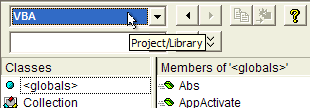 VBA
Project/Library
Classes
Members of '<globals>'
<globals>
Abs
Collection
AppActivate